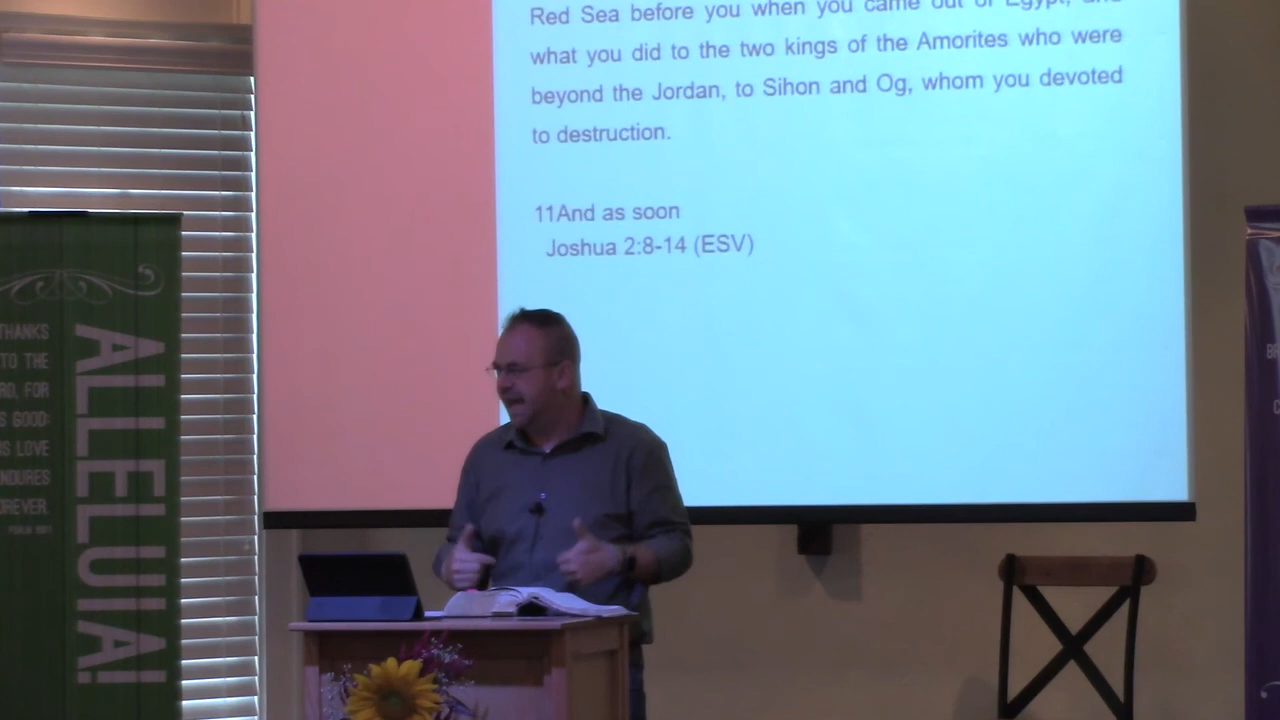 Red Sea before you when you came out of Egypt, and
what you did to the two kings of the Amorites who were
beyond the Jordan, to Sihon and Og, whom you devoted
to destruction.
11And as soon
Joshua 2:8-14 (ESV)
THANKS
TO THE
FOR
GOOD:
LOVE
ALLELUIA!